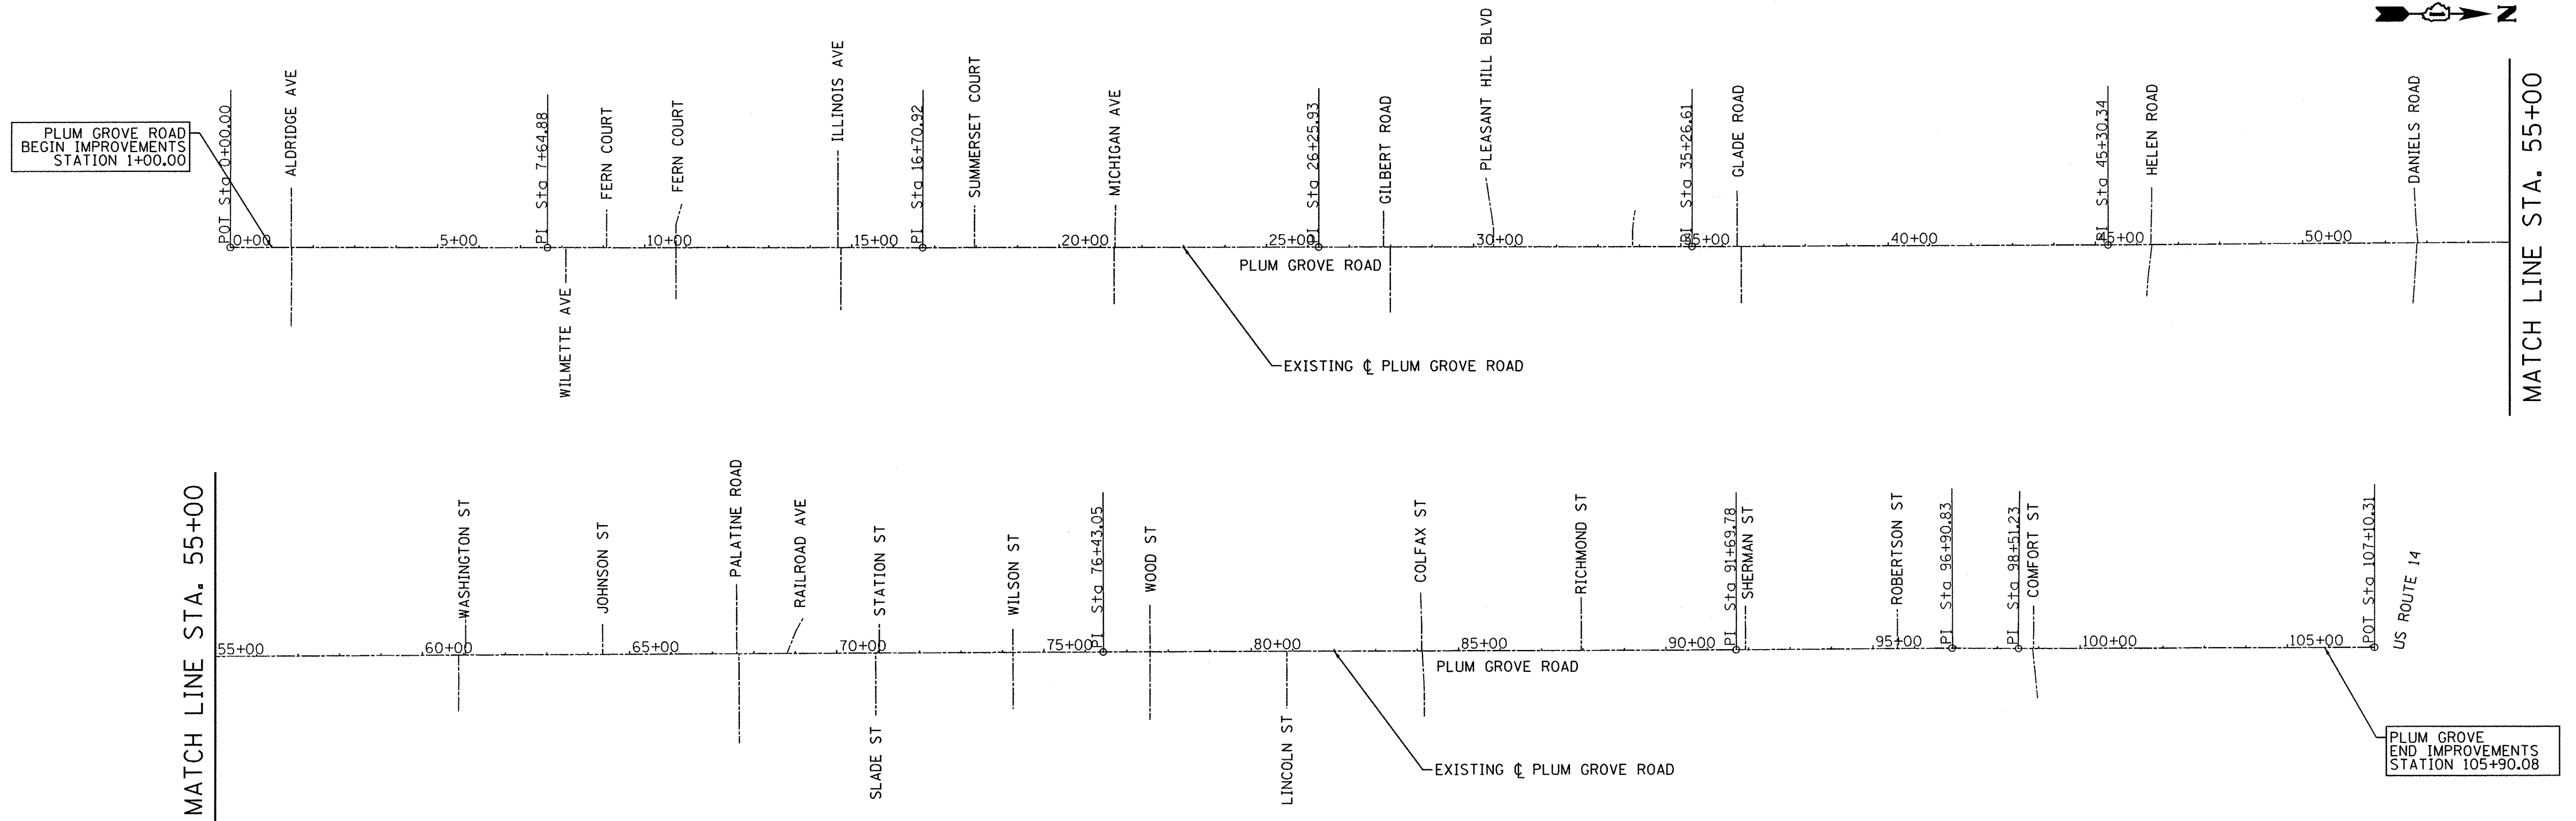 N
PLUM GROVE ROAD
BEGIN IMPROVEMENTS
STATION 1+00.00
POT Sta 0+00.00
ALDRIDGE AVE
PI Sta 7+64.88
WILMETTE AVE
FERN COURT
FERN COURT
ILLINOIS AVE
PI Sta 16+70.92
SUMMERSET COURT
MICHIGAN AVE
PI Sta 26+25.93
GILBERT ROAD
PLEASANT HILL BLVD
PI Sta 35+26.61
GLADE ROAD
PI Sta 45+30.34
HELEN ROAD
DANIELS ROAD
MATCH LINE STA. 55+00
0+00
5+00
10+00
15+00
20+00
25+00
30+00
35+00
40+00
45+00
50+00
PLUM GROVE ROAD
EXISTING ℄ PLUM GROVE ROAD
MATCH LINE STA. 55+00
WASHINGTON ST
JOHNSON ST
PALATINE ROAD
RAILROAD AVE
STATION ST
SLADE ST
WILSON ST
PI Sta 76+43.05
WOOD ST
LINCOLN ST
COLFAX ST
RICHMOND ST
PI Sta 91+69.78
SHERMAN ST
ROBERTSON ST
PI Sta 96+90.83
PI Sta 98+51.23
COMFORT ST
POT Sta 107+10.31
US ROUTE 14
55+00
60+00
65+00
70+00
75+00
80+00
85+00
90+00
95+00
100+00
105+00
PLUM GROVE ROAD
EXISTING ℄ PLUM GROVE ROAD
PLUM GROVE
END IMPROVEMENTS
STATION 105+90.08